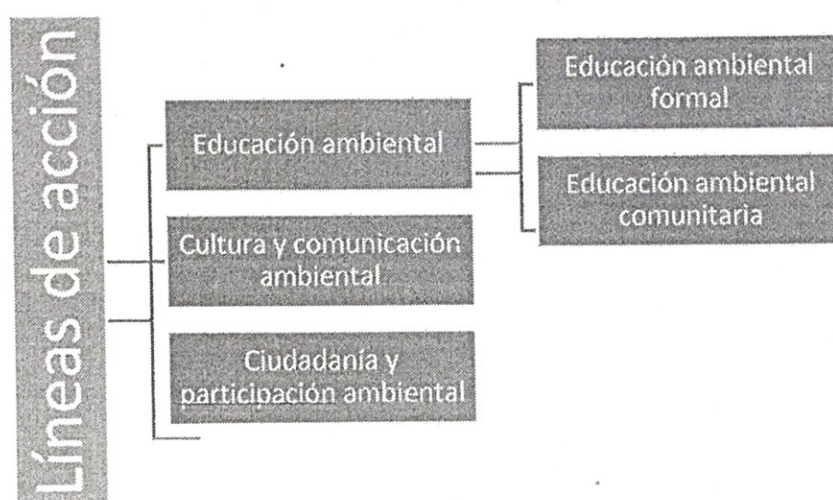 Líneas de acción
Educación ambiental
Cultura y comunicación
ambiental
Ciudadanía y
participación ambiental
Educación ambiental
formal
Educación ambiental
comunitaria